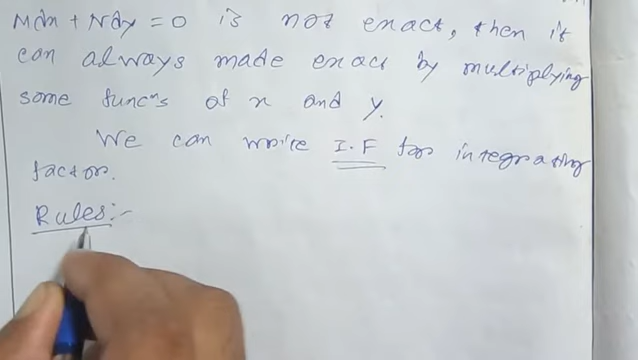 Mdx + Ndy = 0 is not exact, then it
can always made exact by multiplying
some funcⁿs of x and y.
We can write I.F for integrating
factor.
Rules:-